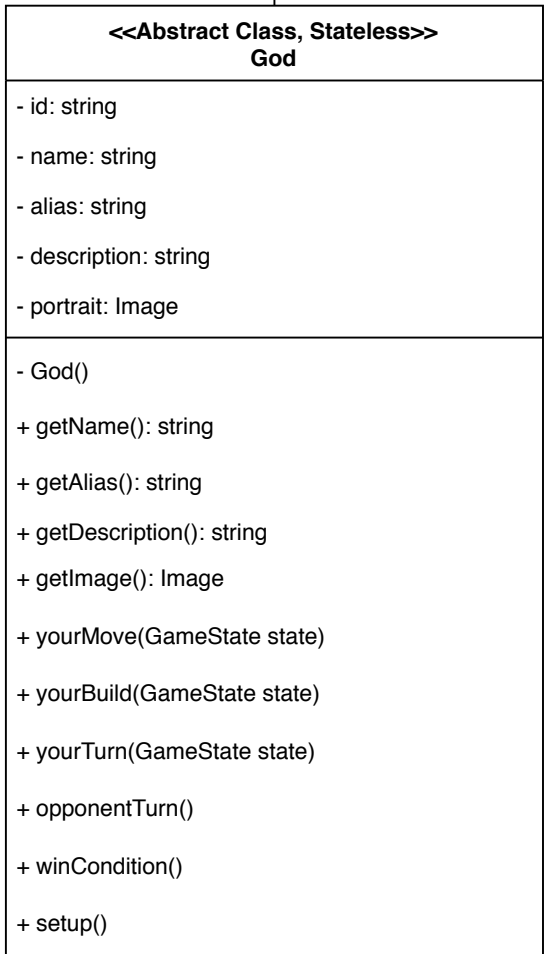 <<Abstract Class, Stateless>>
God
- id: string
- name: string
- alias: string
- description: string
- portrait: Image
- God()
+ getName(): string
+ getAlias(): string
+ getDescription(): string
+ getImage(): Image
+ yourMove(GameState state)
+ yourBuild(GameState state)
+ yourTurn(GameState state)
+ opponentTurn()
+ winCondition()
+ setup()